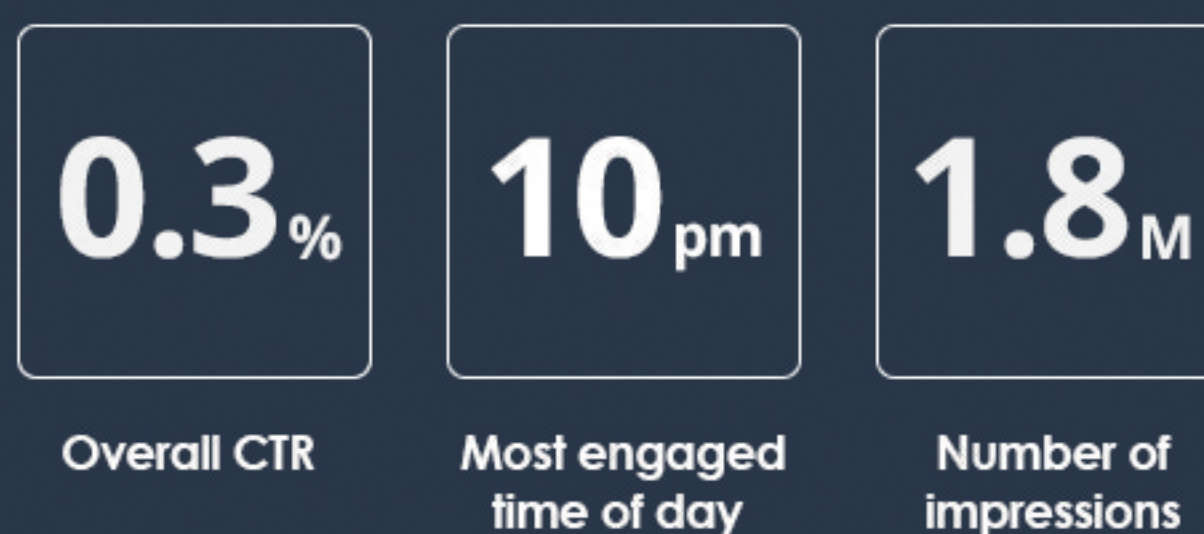 0.3%
10pm
1.8M
Overall CTR
Most engaged
time of day
Number of
impressions